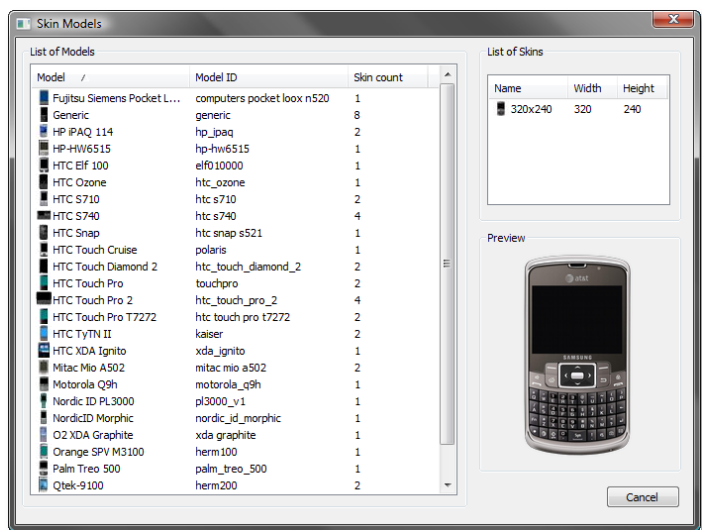 Skin Models
List of Models
Model / Model ID Skin count
Fujitsu Siemens Pocket L... computers pocket loox n520 1
Generic generic 8
HP iPAQ 114 hp_ipaq 2
HP-HW6515 hp-hw6515 1
HTC Elf 100 elf010000 1
HTC Ozone htc_ozone 1
HTC S710 htc s710 2
HTC S740 htc s740 4
HTC Snap htc snap s521 1
HTC Touch Cruise polaris 1
HTC Touch Diamond 2 htc_touch_diamond_2 2
HTC Touch Pro touchpro 2
HTC Touch Pro 2 htc_touch_pro_2 4
HTC Touch Pro T7272 htc touch pro t7272 2
HTC TyTN II kaiser 2
HTC XDA Ignito xda_ignito 1
Mitac Mio A502 mitac mio a502 2
Motorola Q9h motorola_q9h 1
Nordic ID PL3000 pl3000_v1 1
NordicID Morphic nordic_id_morphic 1
O2 XDA Graphite xda graphite 1
Orange SPV M3100 herm100 1
Palm Treo 500 palm_treo_500 1
Qtek-9100 herm200 2
List of Skins
Name Width Height
320x240 320 240
Preview
at&t
SAMSUNG
Cancel